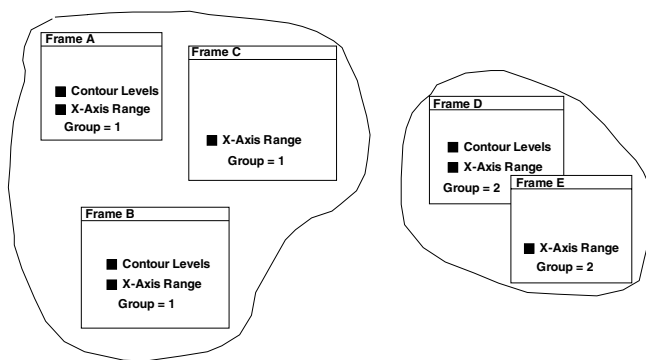 Frame A
Contour Levels
X-Axis Range
Group = 1
Frame C
X-Axis Range
Group = 1
Frame B
Contour Levels
X-Axis Range
Group = 1
Frame D
Contour Levels
X-Axis Range
Group = 2
Frame E
X-Axis Range
Group = 2